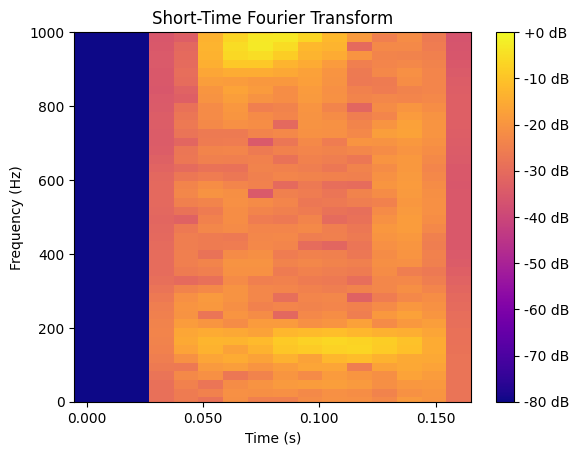 Short-Time Fourier Transform
1000
800
600
400
200
0
Frequency (Hz)
0.000
0.050
0.100
0.150
Time (s)
+0 dB
-10 dB
-20 dB
-30 dB
-40 dB
-50 dB
-60 dB
-70 dB
-80 dB